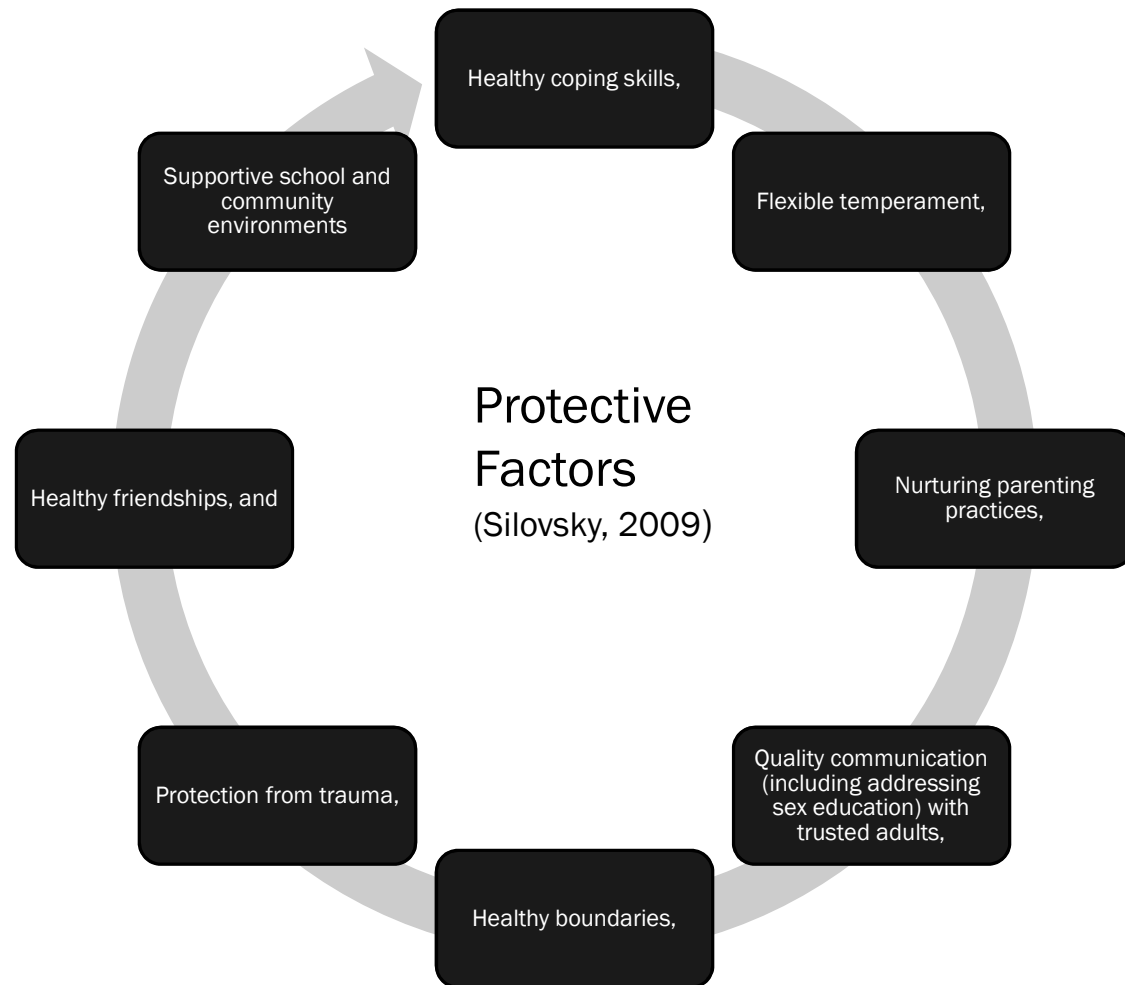 Healthy coping skills,
Flexible temperament,
Nurturing parenting
practices,
Quality communication
(including addressing
sex education) with
trusted adults,
Healthy boundaries,
Protection from trauma,
Healthy friendships, and
Supportive school and
community
environments
Protective
Factors
(Silovsky, 2009)